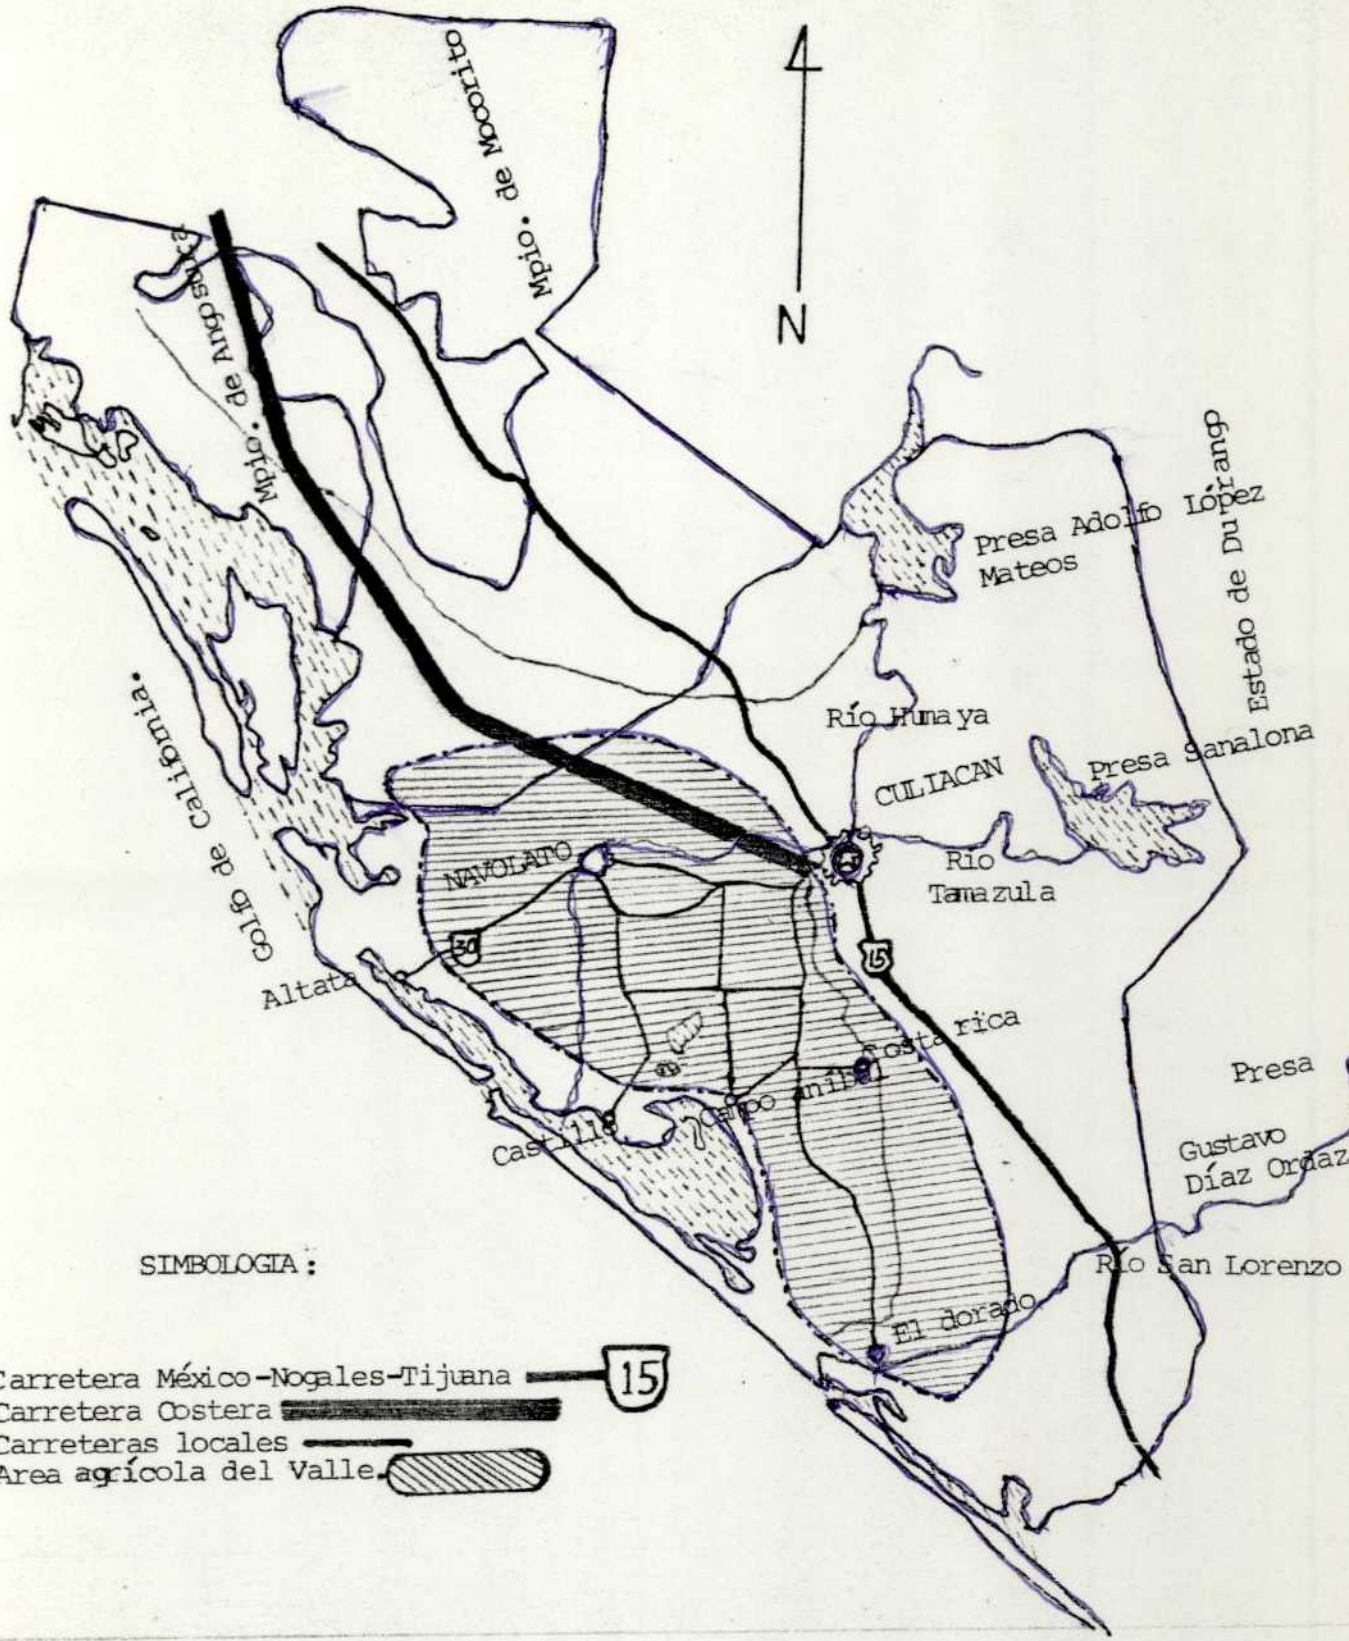 Mpio. de Mocorito
N
Mpio. de Angostura
Estado de Durango
Presa Adolfo López
Mateos
Río Humaya
CULIACAN
Presa Sanalona
Río
Tamazula
Golfo de California.
NAVOLATO
30
Altata
15
Costa rica
Campo anibal
Castillo
Presa
Gustavo
Díaz Ordaz
Río San Lorenzo
El dorado
SIMBOLOGIA:
Carretera México-Nogales-Tijuana 15
Carretera Costera
Carreteras locales
Area agrícola del Valle.